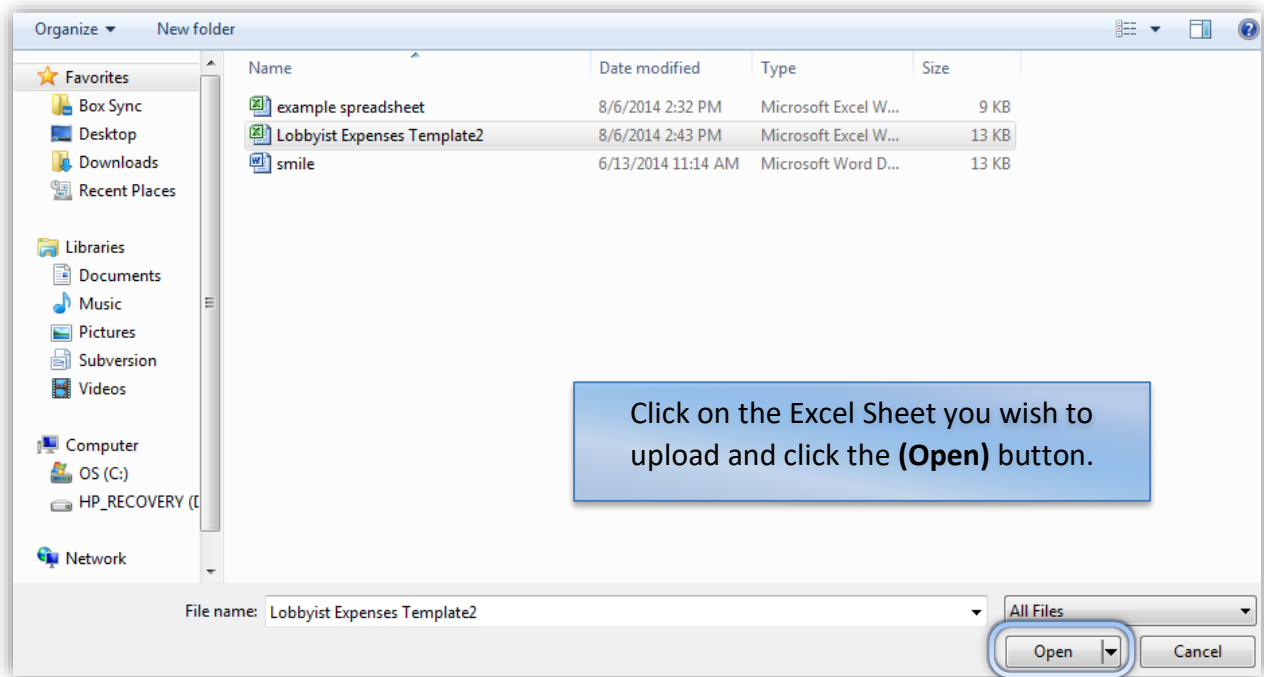 Organize New folder
Name Date modified Type Size
Favorites
Box Sync
Desktop
Downloads
Recent Places
Libraries
Documents
Music
Pictures
Subversion
Videos
Computer
OS (C:)
HP_RECOVERY (D
Network
example spreadsheet 8/6/2014 2:32 PM Microsoft Excel W... 9 KB
Lobbyist Expenses Template2 8/6/2014 2:43 PM Microsoft Excel W... 13 KB
smile 6/13/2014 11:14 AM Microsoft Word D... 13 KB
Click on the Excel Sheet you wish to
upload and click the (Open) button.
File name: Lobbyist Expenses Template2 All Files
Open Cancel